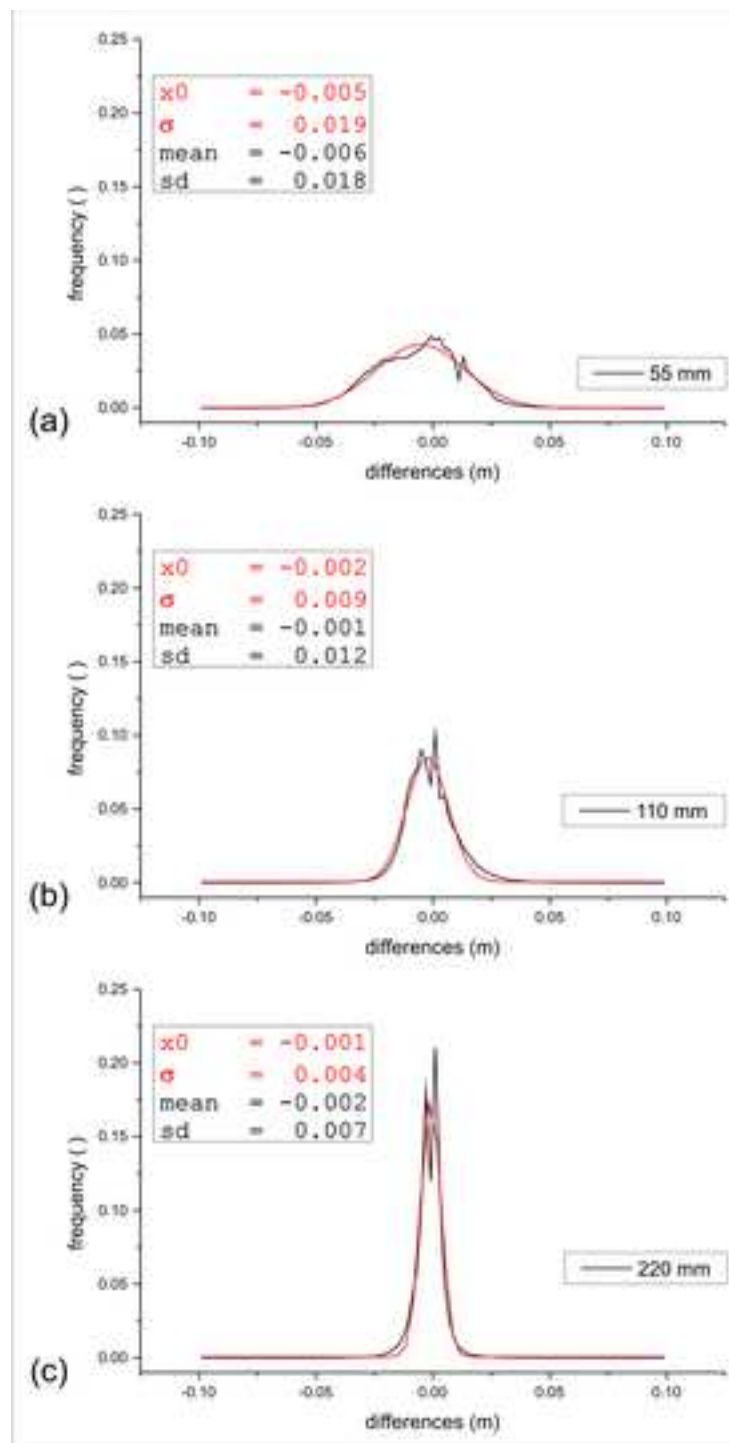 0.25
x0 = -0.005
0.20
σ = 0.019
mean = -0.006
sd = 0.018
0.15
frequency ( )
0.10
0.05
55 mm
0.00
(a)
-0.10 -0.05 0.00 0.05 0.10
differences (m)
0.25
x0 = -0.002
0.20
σ = 0.009
mean = -0.001
sd = 0.012
0.15
frequency ( )
0.10
0.05
110 mm
0.00
(b)
-0.10 -0.05 0.00 0.05 0.10
differences (m)
0.25
x0 = -0.001
0.20
σ = 0.004
mean = -0.002
sd = 0.007
0.15
frequency ( )
0.10
0.05
220 mm
0.00
(c)
-0.10 -0.05 0.00 0.05 0.10
differences (m)